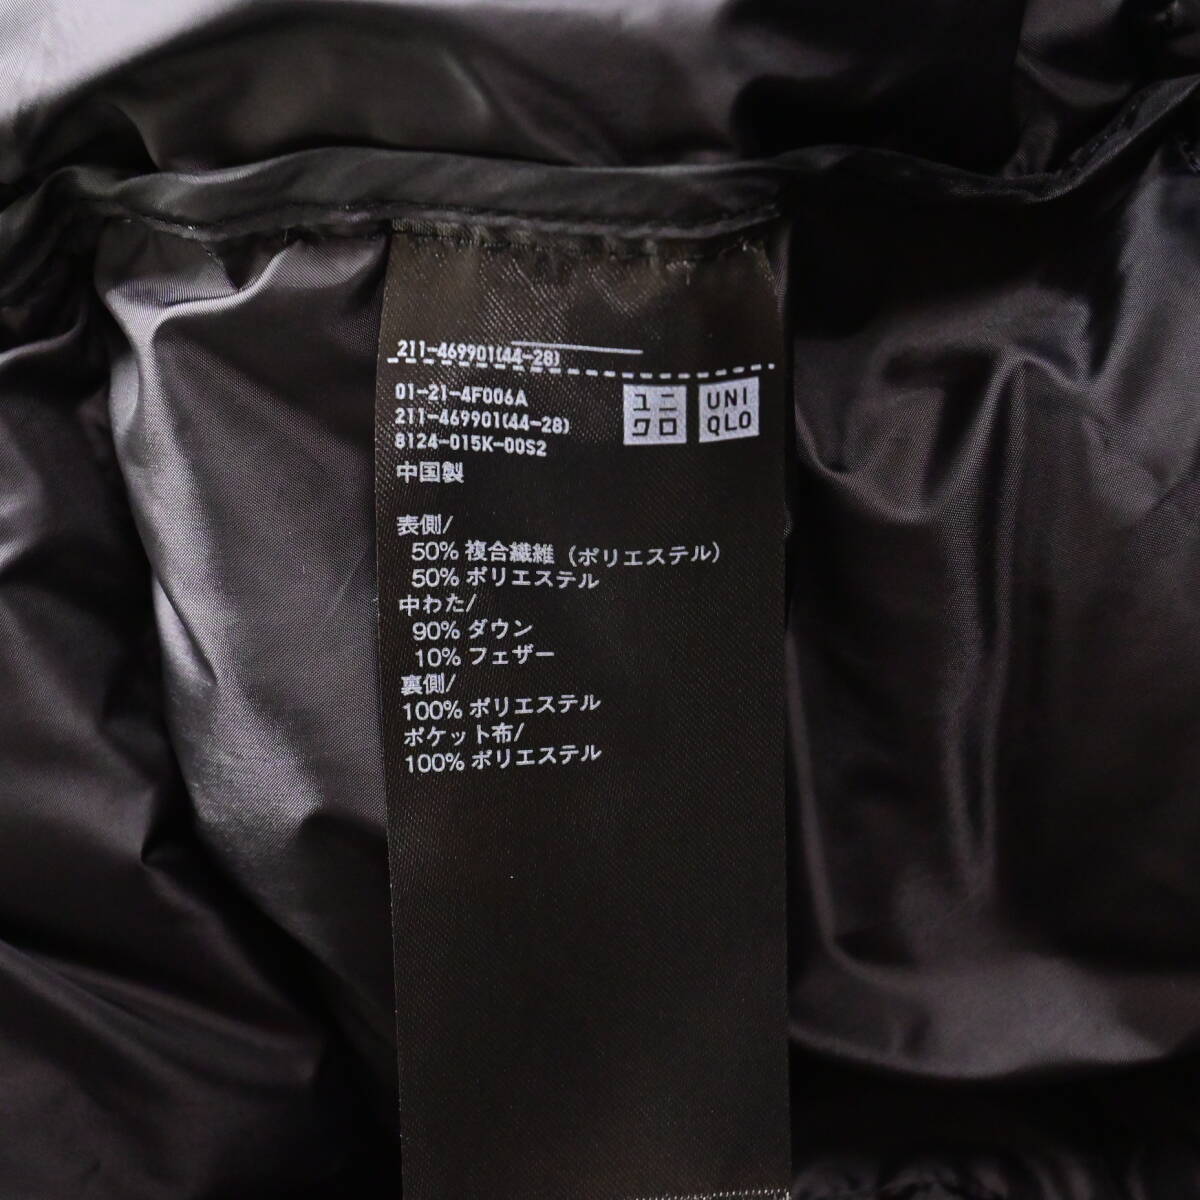 211-469901(44-28)
01-21-4F006A
211-469901(44-28)
8124-015K-00S2
ユニ
クロ
UNI
QLO
中国製
表側/
50% 複合繊維 (ポリエステル)
50% ポリエステル
中わた/
90% ダウン
10% フェザー
裏側/
100% ポリエステル
ポケット布/
100% ポリエステル